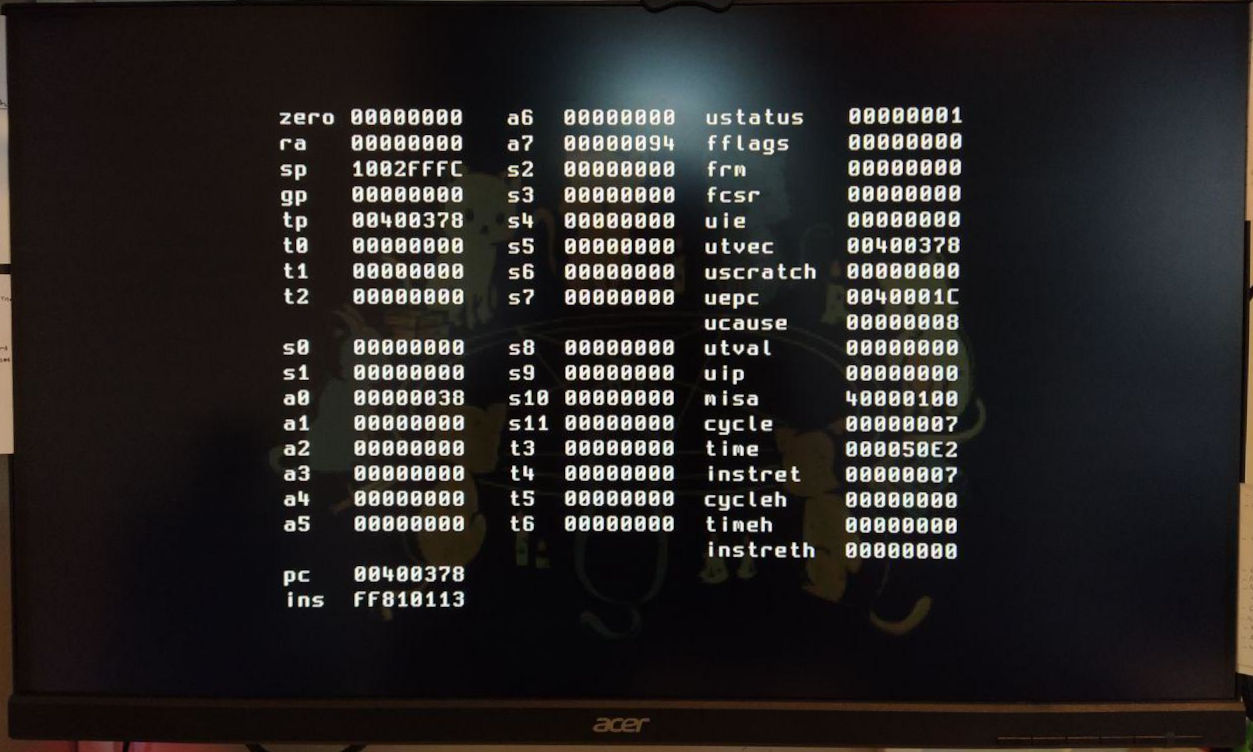 zero 00000000 a6 00000000 ustatus 00000001
ra 00000000 a7 00000094 fflags 00000000
sp 1002FFFC s2 00000000 frm 00000000
gp 00000000 s3 00000000 fcsr 00000000
tp 00400378 s4 00000000 uie 00000000
t0 00000000 s5 00000000 utvec 00400378
t1 00000000 s6 00000000 uscratch 00000000
t2 00000000 s7 00000000 uepc 0040001C
ucause 00000008
s0 00000000 s8 00000000 utval 00000000
s1 00000000 s9 00000000 uip 00000000
a0 00000038 s10 00000000 misa 40000100
a1 00000000 s11 00000000 cycle 00000007
a2 00000000 t3 00000000 time 000050E2
a3 00000000 t4 00000000 instret 00000007
a4 00000000 t5 00000000 cycleh 00000000
a5 00000000 t6 00000000 timeh 00000000
instreth 00000000
pc 00400378
ins FF810113
acer